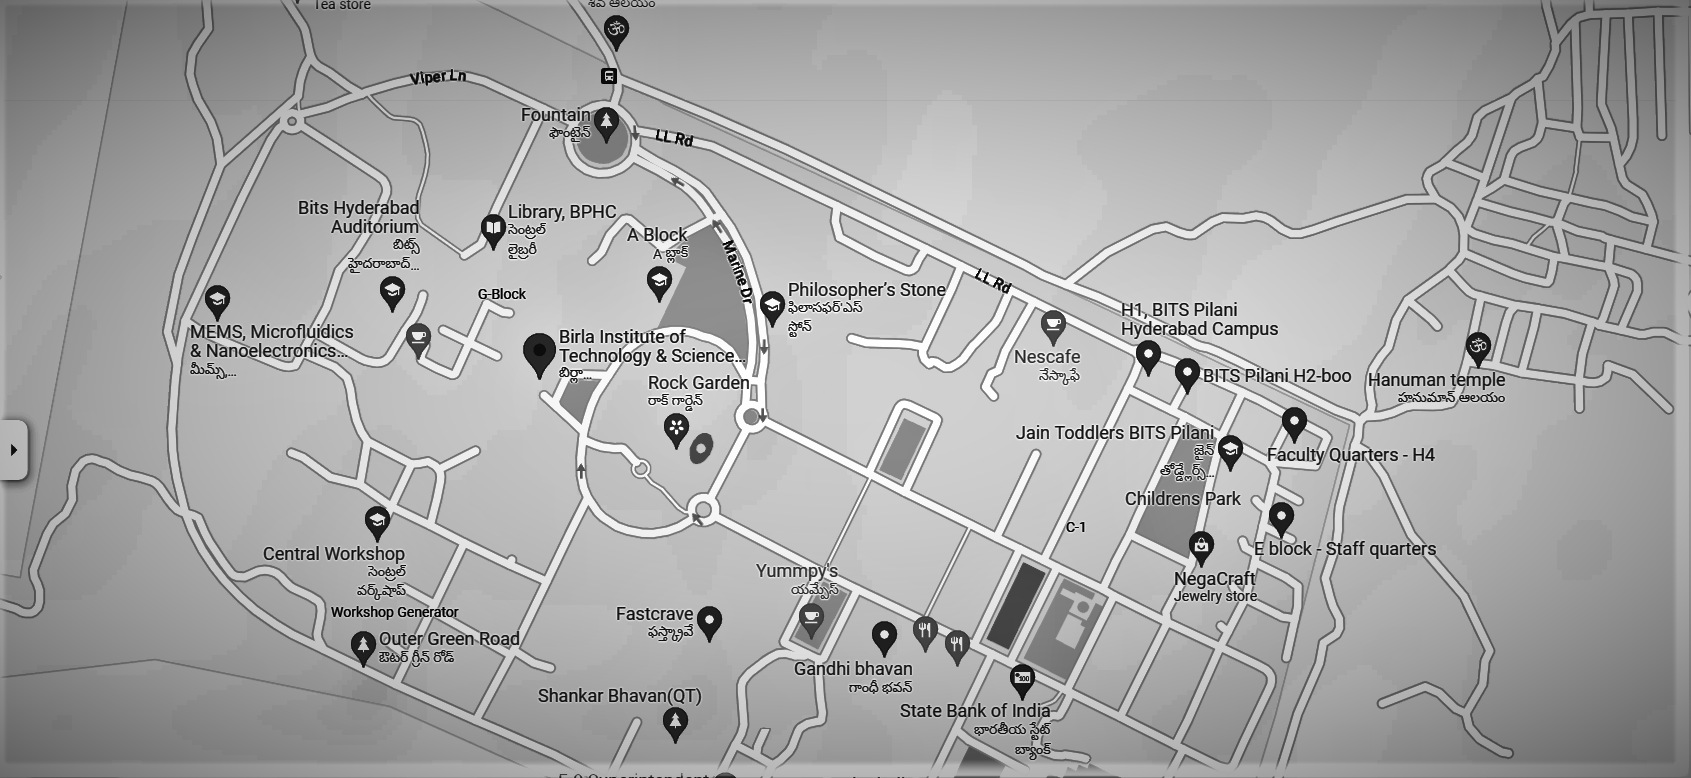 Tea store
శివ ఆలయం
Viper Ln
Fountain
ఫౌంటైన్
LL Rd
Bits Hyderabad
Auditorium
బిట్స్
హైదరాబాద్...
Library, BPHC
సెంట్రల్
లైబ్రరీ
A Block
A బ్లాక్
Marine Dr
G-Block
Philosopher's Stone
ఫిలాసఫర్'ఎస్
స్టోన్
LL Rd
MEMS, Microfluidics
& Nanoelectronics...
మీమ్స్,...
Birla Institute of
Technology & Science...
బిర్లా...
Rock Garden
రాక్ గార్డెన్
Nescafe
నేస్కాఫే
H1, BITS Pilani
Hyderabad Campus
BITS Pilani H2-boo
Hanuman temple
హనుమాన్ ఆలయం
Jain Toddlers BITS Pilani
జైన్
Faculty Quarters - H4
Childrens Park
C-1
E block - Staff quarters
NegaCraft
Jewelry store
Central Workshop
సెంట్రల్
వర్క్‌షాప్
Workshop Generator
Outer Green Road
ఔటర్ గ్రీన్ రోడ్
Yummpy's
యమ్పేస్
Fastcrave
ఫస్త్క్రావే
Gandhi bhavan
గాంధీ భవన్
Shankar Bhavan(QT)
State Bank of India
భారతీయ స్టేట్
బ్యాంక్